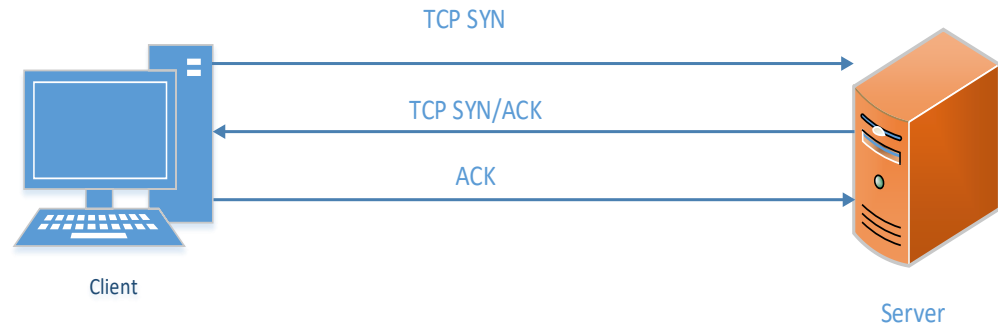 TCP SYN
TCP SYN/ACK
ACK
Client
Server